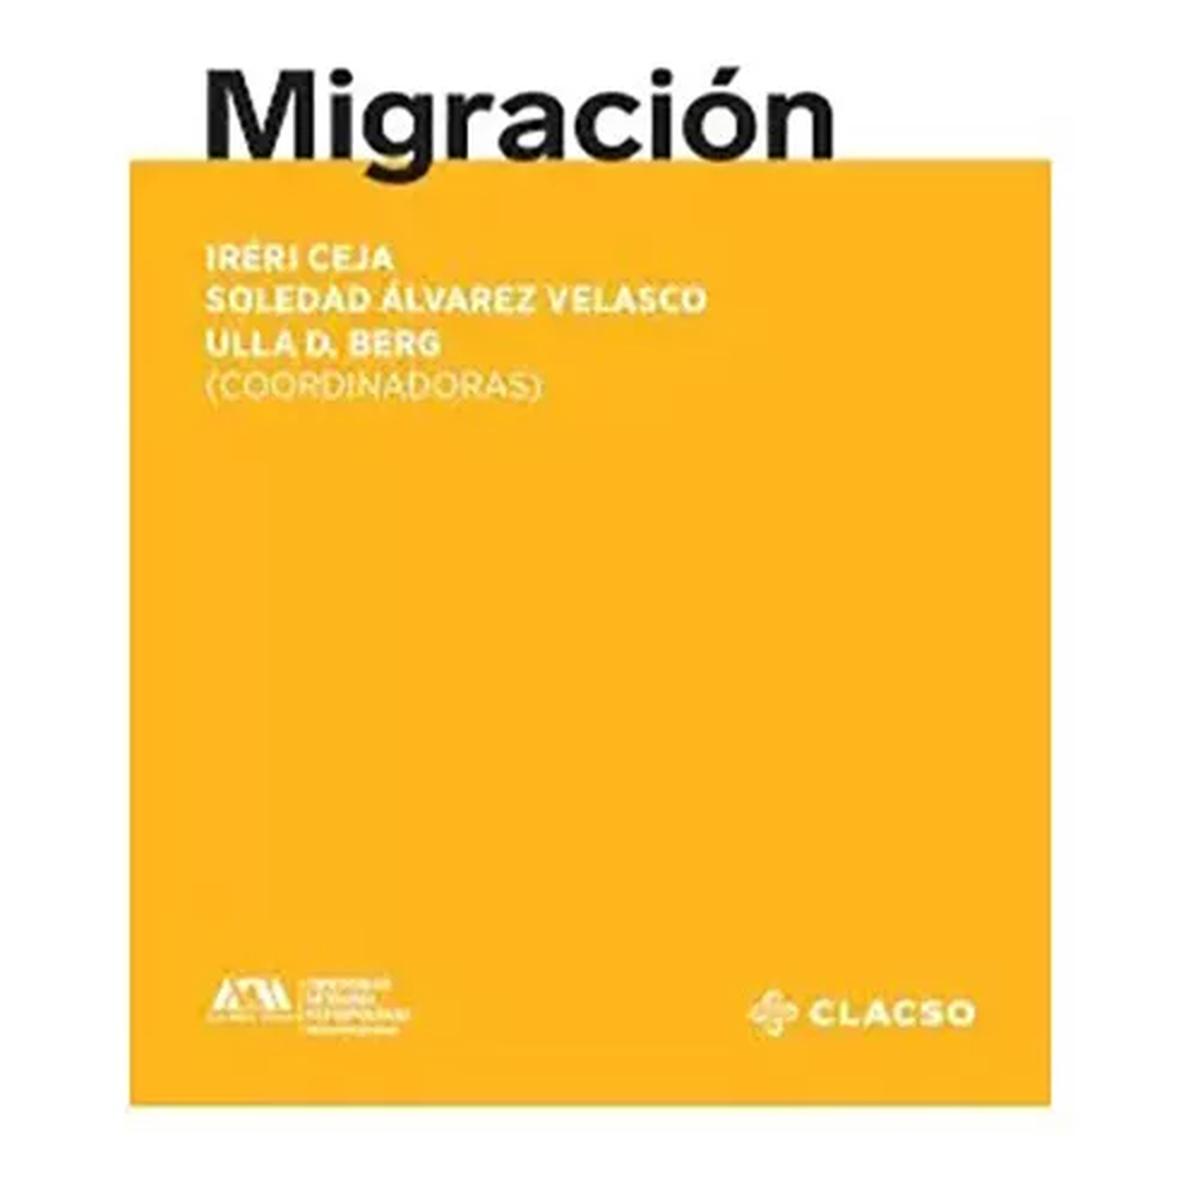 Migración
IRÉRI CEJA
SOLEDAD ÁLVAREZ VELASCO
ULLA D. BERG
(COORDINADORAS)
CLACSO